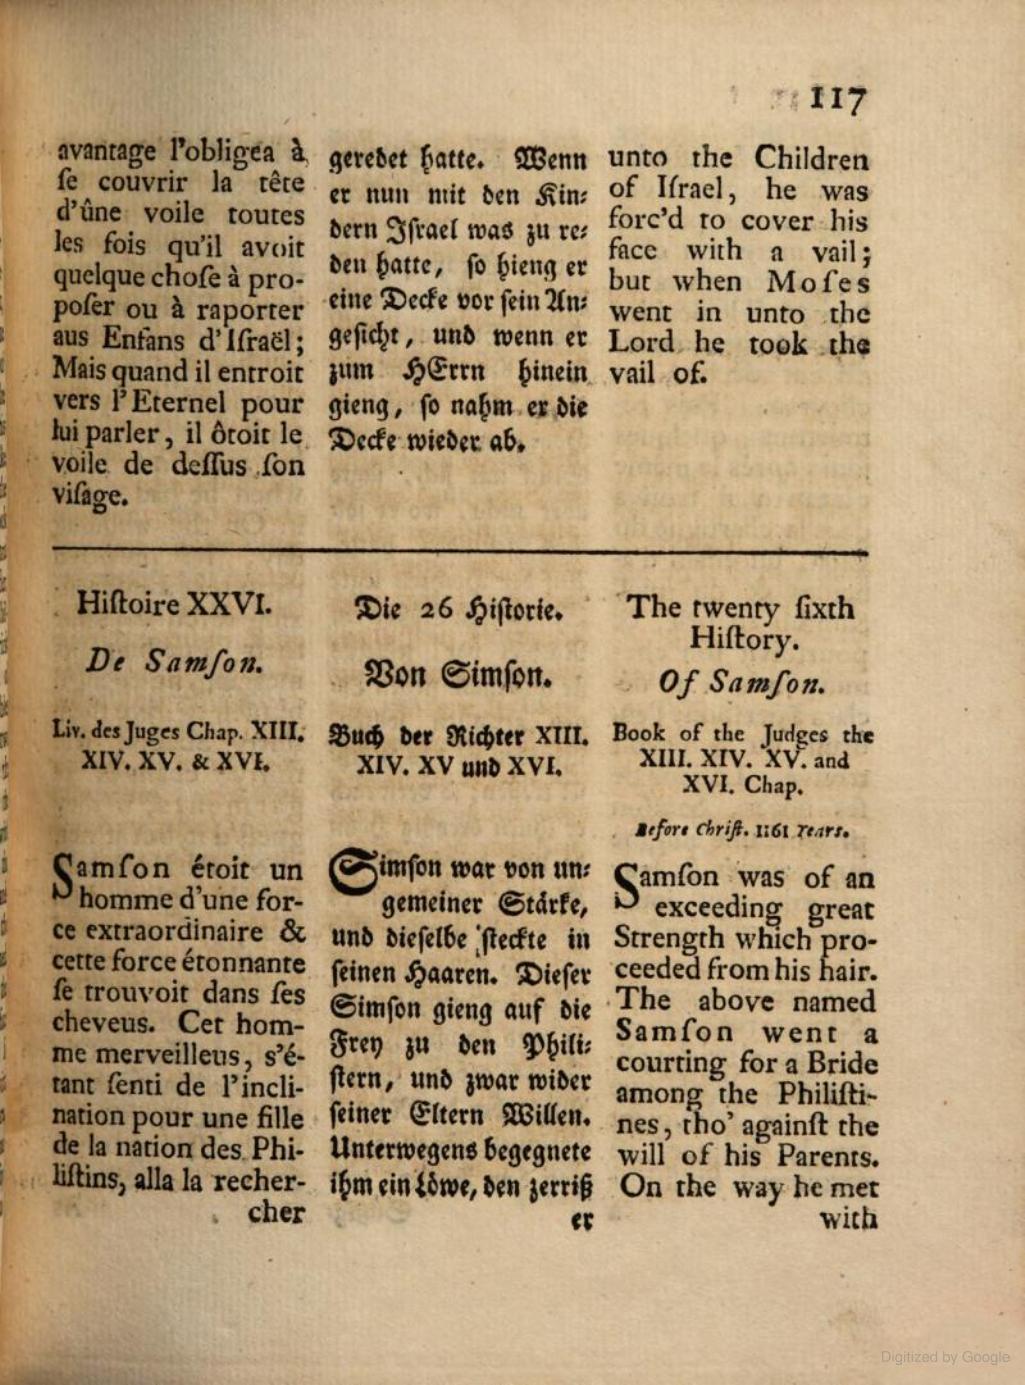 117
avantage l'obligea à
ſe couvrir la tête
d'ûne voile toutes
les fois qu'il avoit
quelque choſe à pro-
poſer ou à raporter
aus Enfans d'Iſraël;
Mais quand il entroit
vers l'Eternel pour
lui parler, il ôtoit le
voile de deſſus ſon
viſage.
geredet hatte. Wenn
er nun mit den Kin⸗
dern Iſrael was zu re⸗
den hatte, ſo hieng er
eine Decke vor ſein An⸗
geſicht, und wenn er
zum HErrn hinein
gieng, ſo nahm er die
Decke wieder ab.
unto the Children
of Iſrael, he was
forc'd to cover his
face with a vail;
but when Moſes
went in unto the
Lord he took the
vail of.
Hiſtoire XXVI.
De Samſon.
Liv. des Juges Chap. XIII.
XIV. XV. & XVI.
Samſon étoit un
homme d'une for-
ce extraordinaire &
cette force étonnante
ſe trouvoit dans ſes
cheveus. Cet hom-
me merveilleus, s'é-
tant ſenti de l'incli-
nation pour une fille
de la nation des Phi-
liſtins, alla la recher-
cher
Die 26 Hiſtorie.
Von Simſon.
Buch der Richter XIII.
XIV. XV und XVI.
Simſon war von un⸗
gemeiner Stärke,
und dieſelbe ſteckte in
ſeinen Haaren. Dieſer
Simſon gieng auf die
Frey zu den Phili⸗
ſtern, und zwar wider
ſeiner Eltern Willen.
Unterwegens begegnete
ihm ein Löwe, den zerriß
er
The twenty ſixth
Hiſtory.
Of Samſon.
Book of the Judges the
XIII. XIV. XV. and
XVI. Chap.
Before Chriſt. 1161 Years.
Samſon was of an
exceeding great
Strength which pro-
ceeded from his hair.
The above named
Samſon went a
courting for a Bride
among the Philiſti-
nes, tho' againſt the
will of his Parents.
On the way he met
with
Digitized by Google